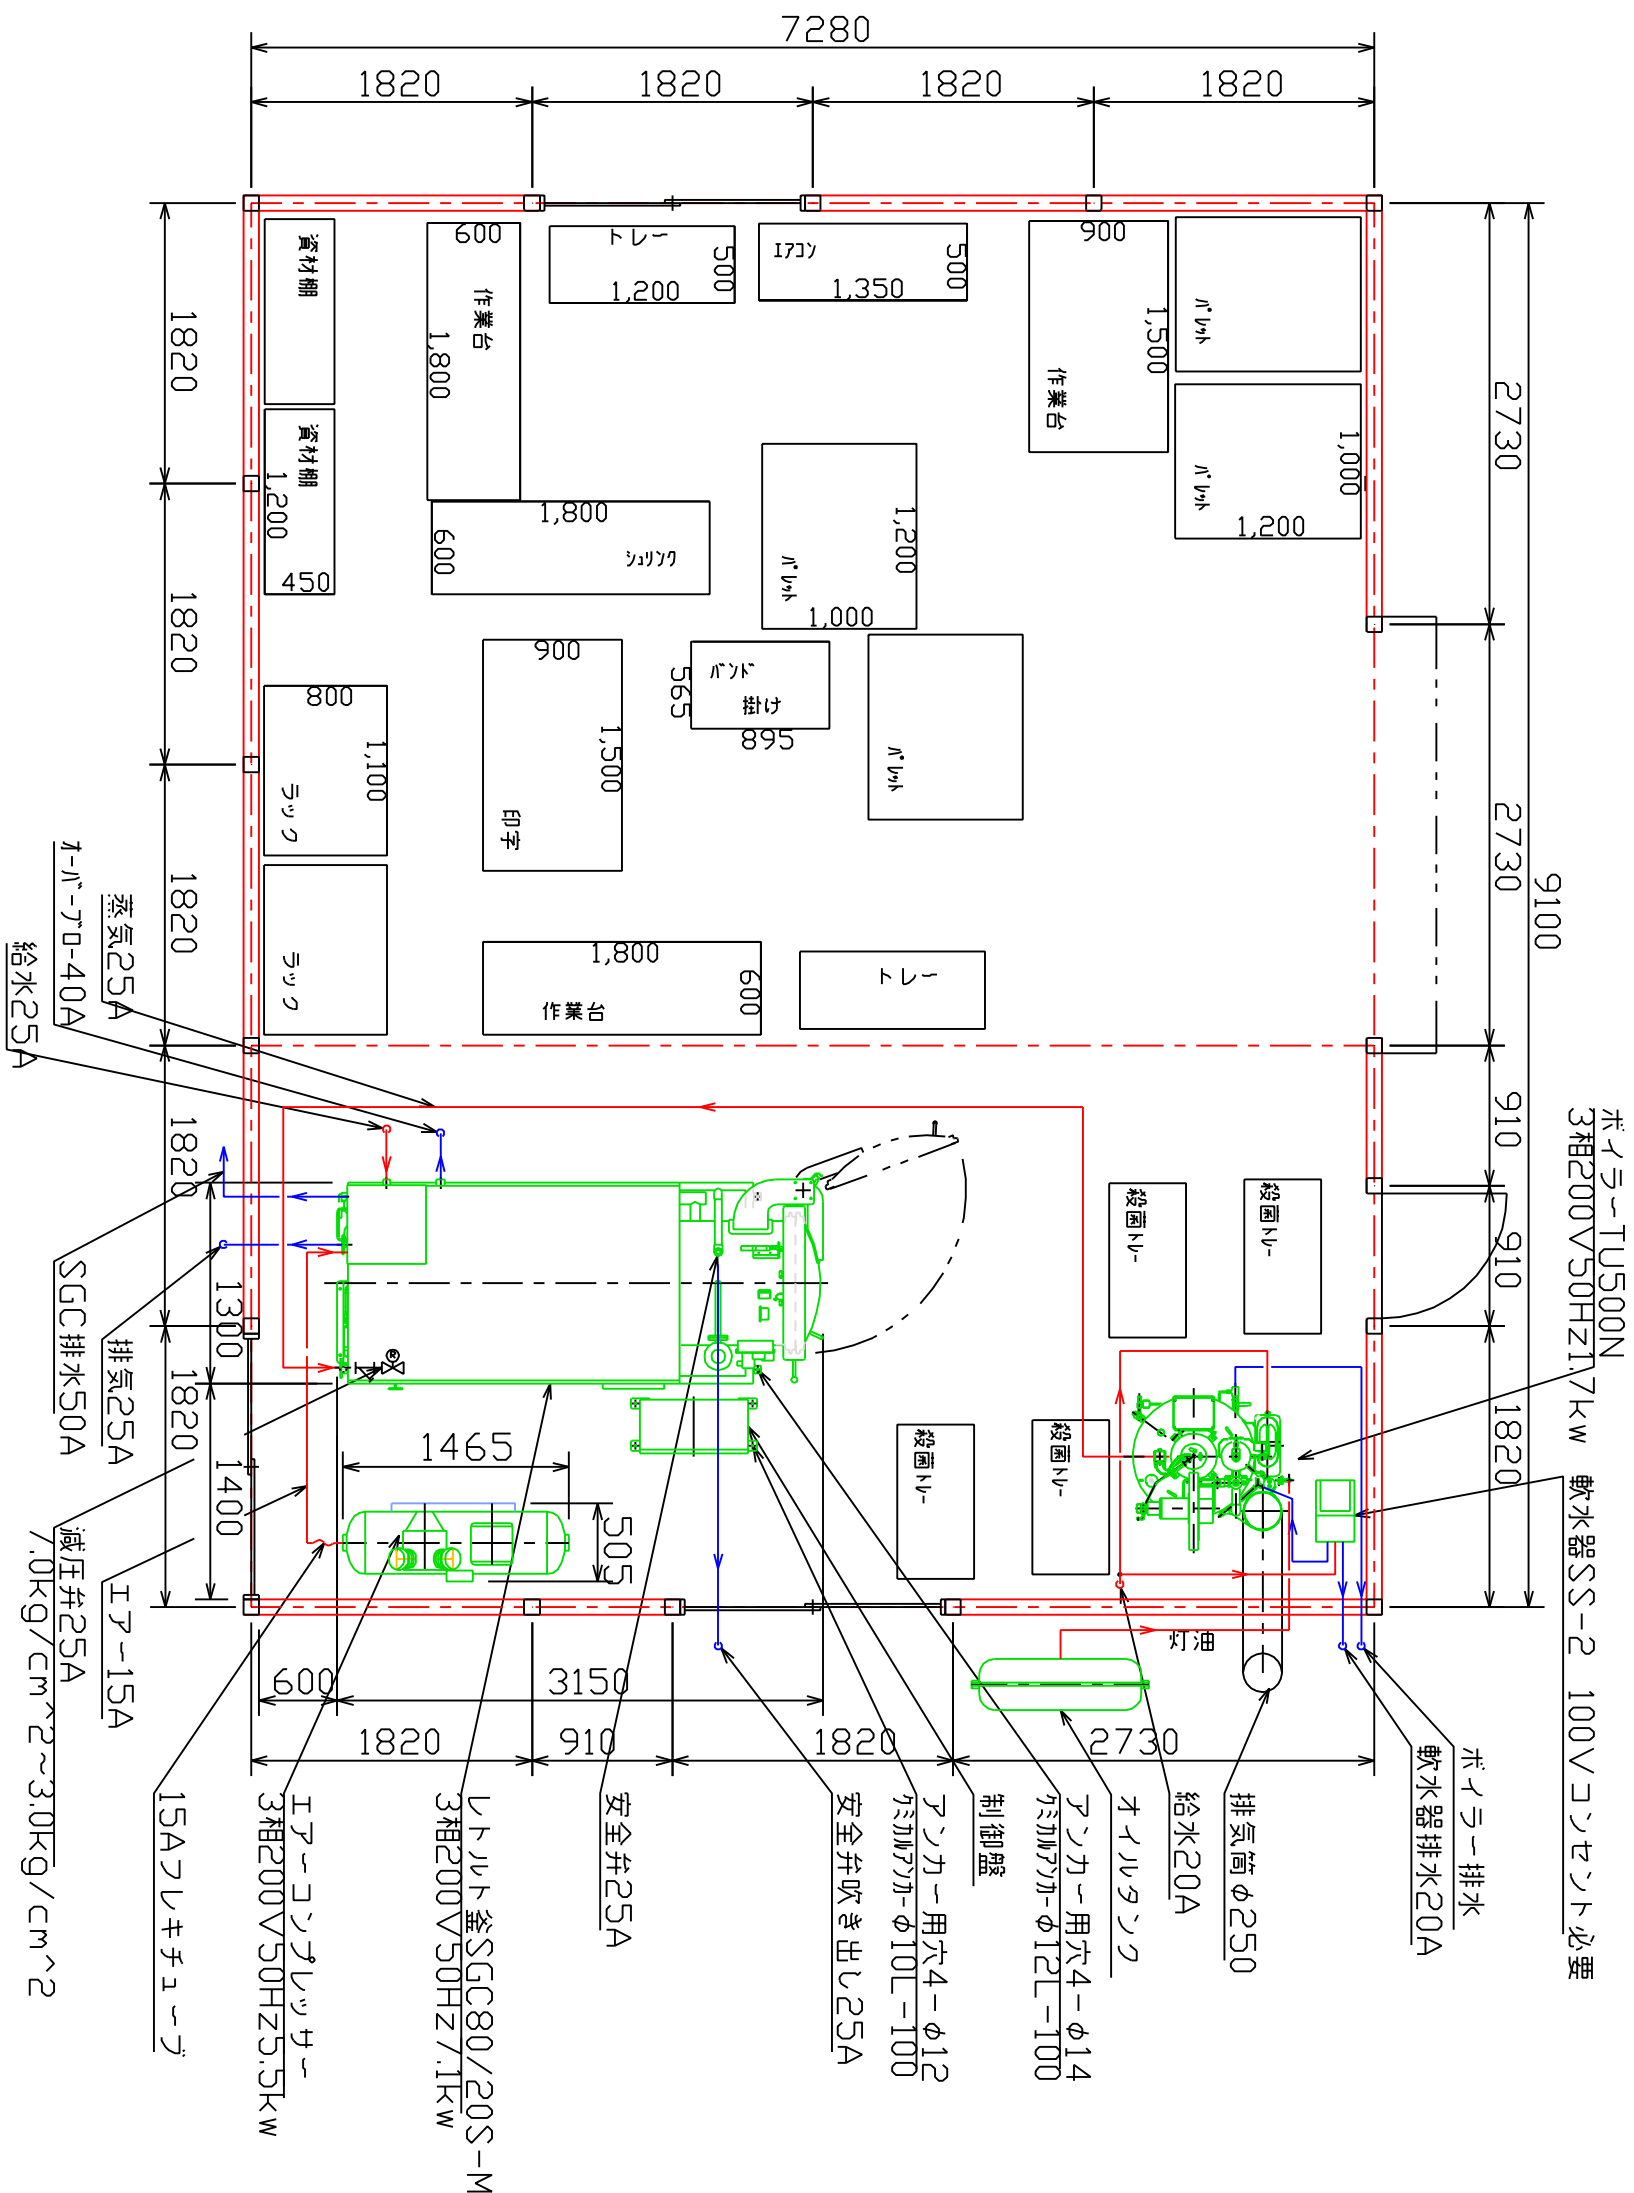 7280
1820
1820
1820
1820
9100
2730
2730
910
910
1820
1820
1820
1820
1820
1820
資材棚
資材棚
1,200
450
600
作業台
1,800
トレー
500
1,200
エアコン
500
1,350
900
1,500
作業台
パレット
パレット
1,000
1,200
1,800
600
シュリンク
パレット
1,200
1,000
パレット
バンド
掛け
565
895
900
1,500
印字
800
1,100
ラック
ラック
1,800
600
作業台
トレー
蒸気25A
オーバーブロー40A
給水25A
SGC排水50A
排気25A
1300
1400
減圧弁25A
7.0kg/cm^2~3.0kg/cm^2
エアー15A
15Aフレキチューブ
1465
505
600
3150
1820
910
1820
2730
殺菌トレー
殺菌トレー
殺菌トレー
殺菌トレー
灯油
R
ボイラーTU500N
3相200V50Hz1.7kw
軟水器SS-2 100Vコンセント必要
ボイラー排水
軟水器排水20A
排気筒φ250
給水20A
オイルタンク
アンカー用穴4-φ14
ケミカルアンカーφ12L-100
制御盤
アンカー用穴4-φ12
ケミカルアンカーφ10L-100
安全弁吹き出し25A
安全弁25A
レトルト釜SGC80/20S-M
3相200V50Hz7.1kw
エアーコンプレッサー
3相200V50Hz5.5kw